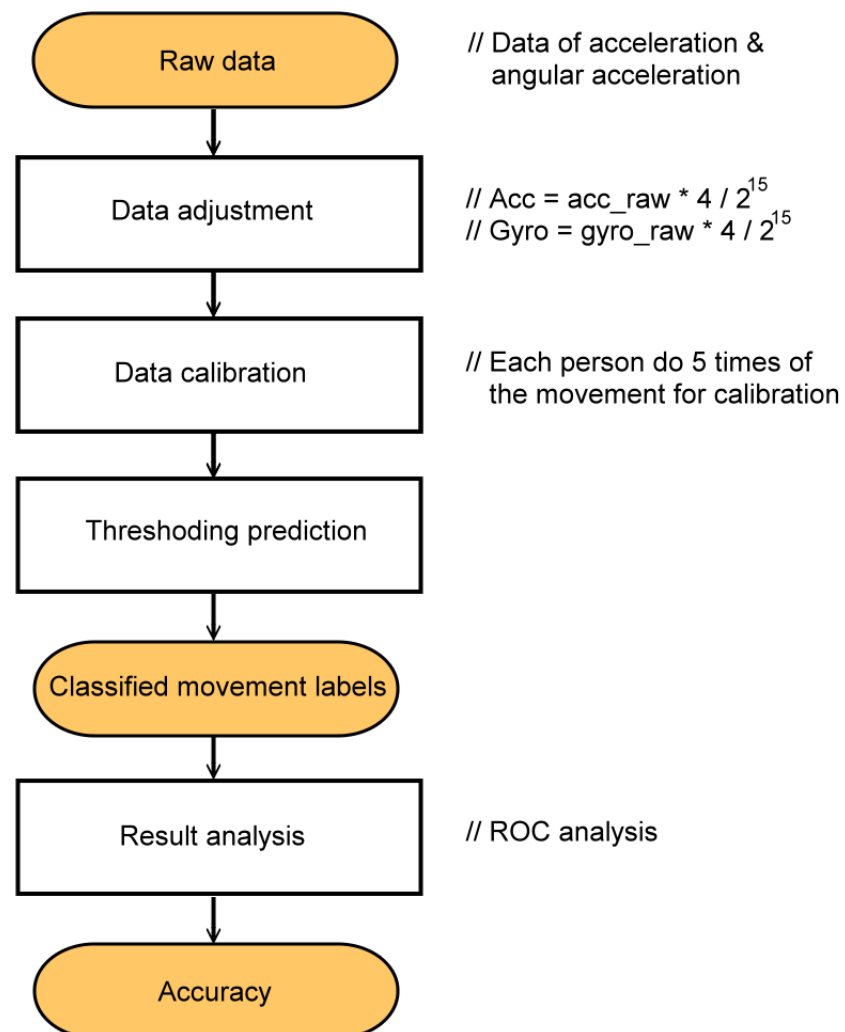 Raw data
// Data of acceleration &
angular acceleration
Data adjustment
// Acc = acc_raw * 4 / 2^15
// Gyro = gyro_raw * 4 / 2^15
Data calibration
// Each person do 5 times of
the movement for calibration
Threshoding prediction
Classified movement labels
Result analysis
// ROC analysis
Accuracy